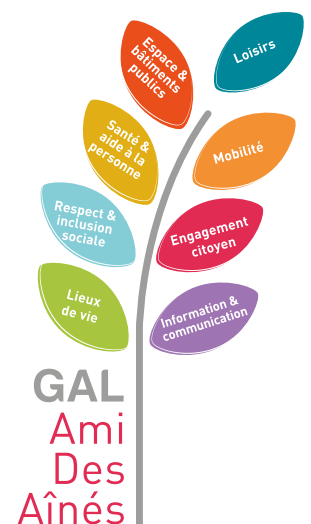 Espace &
bâtiments
publics
Loisirs
Santé &
aide à la
personne
Mobilité
Respect &
inclusion
sociale
Engagement
citoyen
Lieux
de vie
Information &
communication
GAL
Ami
Des
Aînés